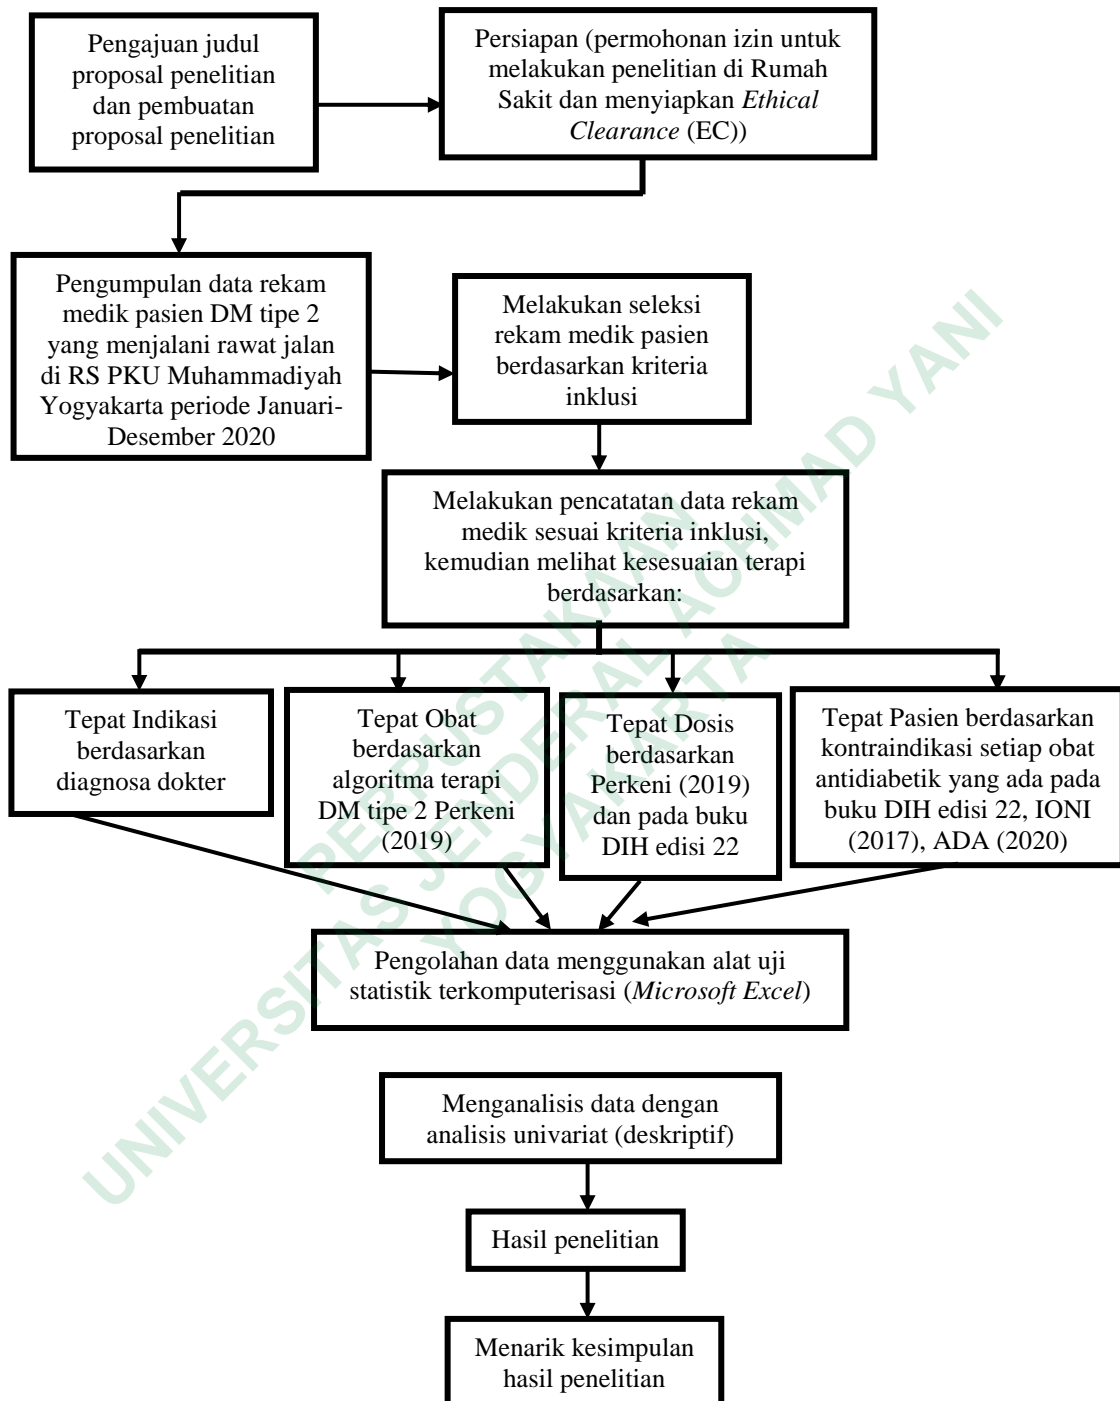 Pengajuan judul
proposal penelitian
dan pembuatan
proposal penelitian
Persiapan (permohonan izin untuk
melakukan penelitian di Rumah
Sakit dan menyiapkan Ethical
Clearance (EC))
Pengumpulan data rekam
medik pasien DM tipe 2
yang menjalani rawat jalan
di RS PKU Muhammadiyah
Yogyakarta periode Januari-
Desember 2020
Melakukan seleksi
rekam medik pasien
berdasarkan kriteria
inklusi
Melakukan pencatatan data rekam
medik sesuai kriteria inklusi,
kemudian melihat kesesuaian terapi
berdasarkan:
Tepat Indikasi
berdasarkan
diagnosa dokter
Tepat Obat
berdasarkan
algoritma terapi
DM tipe 2 Perkeni
(2019)
Tepat Dosis
berdasarkan
Perkeni (2019)
dan pada buku
DIH edisi 22
Tepat Pasien berdasarkan
kontraindikasi setiap obat
antidiabetik yang ada pada
buku DIH edisi 22, IONI
(2017), ADA (2020)
Pengolahan data menggunakan alat uji
statistik terkomputerisasi (Microsoft Excel)
Menganalisis data dengan
analisis univariat (deskriptif)
Hasil penelitian
Menarik kesimpulan
hasil penelitian
PERPUSTAKAAN
UNIVERSITAS JENDERAL ACHMAD YANI
YOGYAKARTA